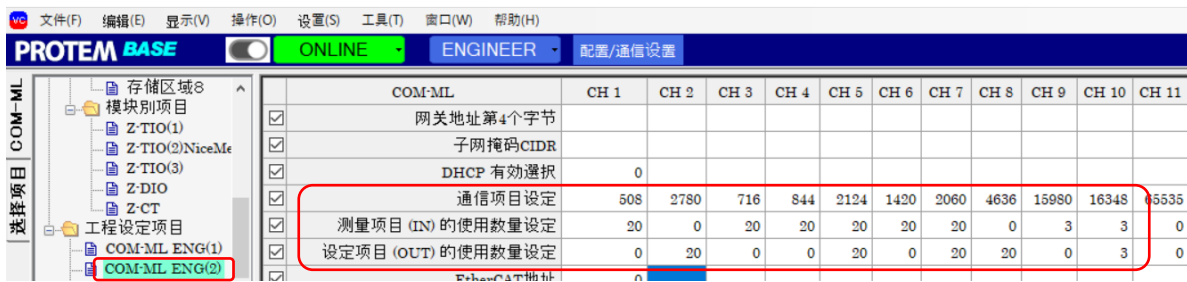 VC 文件(F) 编辑(E) 显示(V) 操作(O) 设置(S) 工具(T) 窗口(W) 帮助(H)
PROTEM BASE ONLINE ENGINEER 配置/通信设置
COM-ML
选择项目
存储区域8
模块别项目
Z-TIO(1)
Z-TIO(2)NiceMe
Z-TIO(3)
Z-DIO
Z-CT
工程设定项目
COM-ML ENG(1)
COM-ML ENG(2)
COM-ML CH 1 CH 2 CH 3 CH 4 CH 5 CH 6 CH 7 CH 8 CH 9 CH 10 CH 11
网关地址第4个字节
子网掩码CIDR
DHCP 有効選択 0
通信项目设定 508 2780 716 844 2124 1420 2060 4636 15980 16348 65535
测量项目 (IN) 的使用数量设定 20 0 20 20 20 20 20 0 3 3 0
设定项目 (OUT) 的使用数量设定 0 20 0 0 20 0 20 20 0 3 0
EtherCAT地址 0